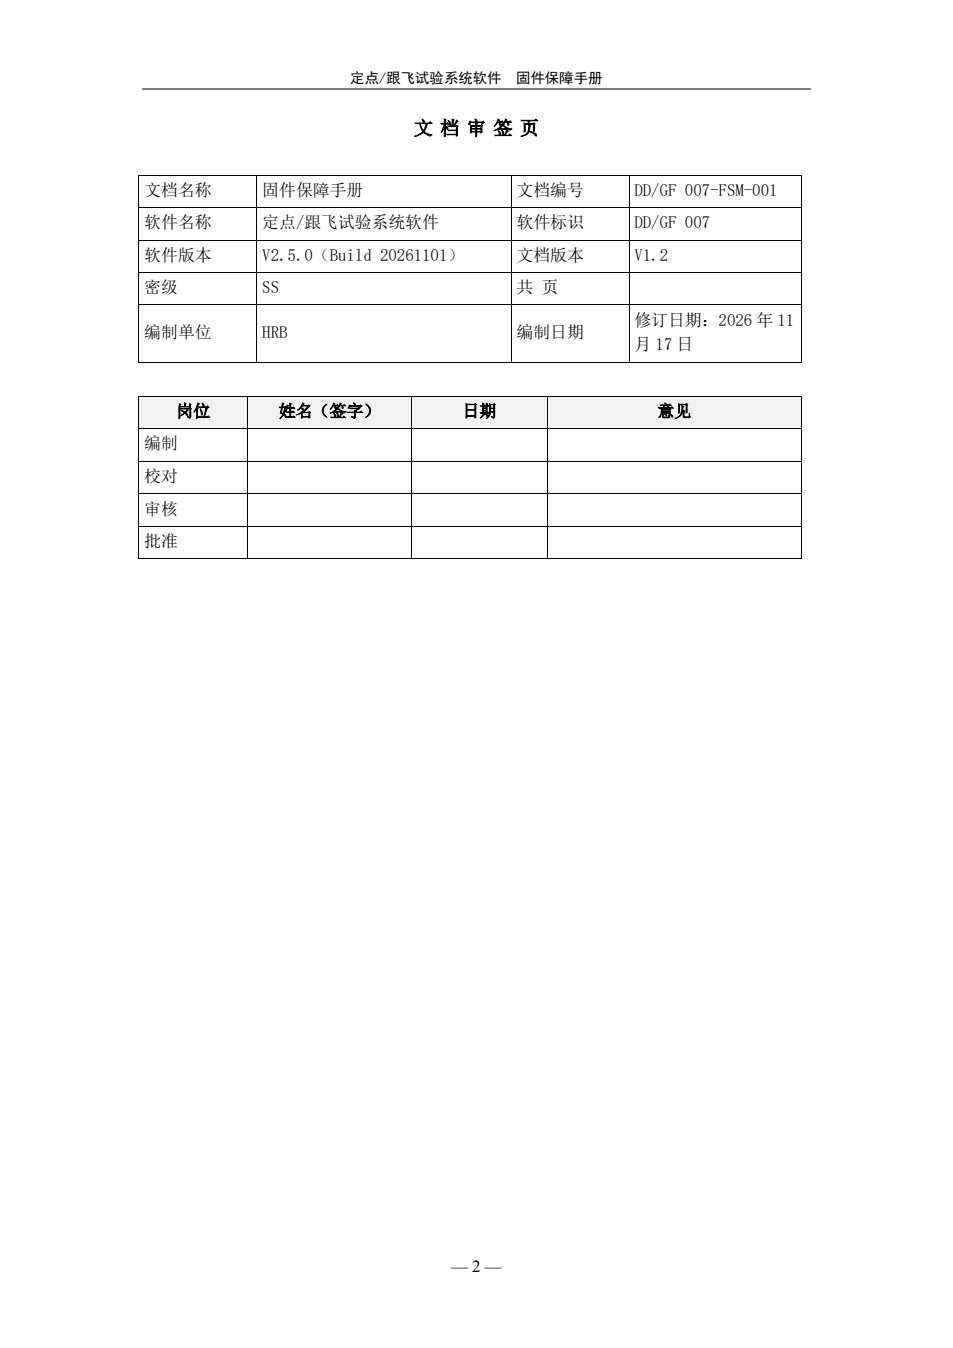 定点/跟飞试验系统软件　固件保障手册
文 档 审 签 页
文档名称 固件保障手册 文档编号 DD/GF 007-FSM-001
软件名称 定点/跟飞试验系统软件 软件标识 DD/GF 007
软件版本 V2.5.0（Build 20261101） 文档版本 V1.2
密级 SS 共 页
编制单位 HRB 编制日期 修订日期：2026 年 11
月 17 日
岗位 姓名（签字） 日期 意见
编制
校对
审核
批准
— 2 —